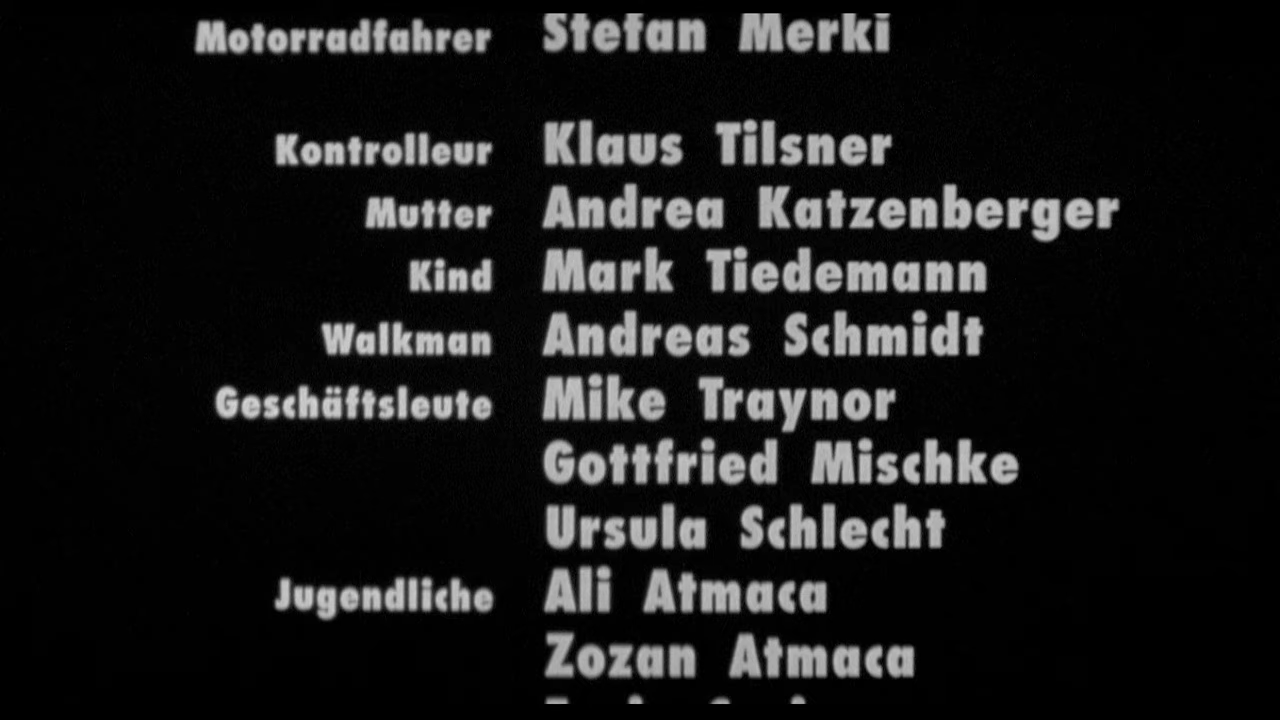 Motorradfahrer Stefan Merki
Kontrolleur Klaus Tilsner
Mutter Andrea Katzenberger
Kind Mark Tiedemann
Walkman Andreas Schmidt
Geschäftsleute Mike Traynor
Gottfried Mischke
Ursula Schlecht
Jugendliche Ali Atmaca
Zozan Atmaca